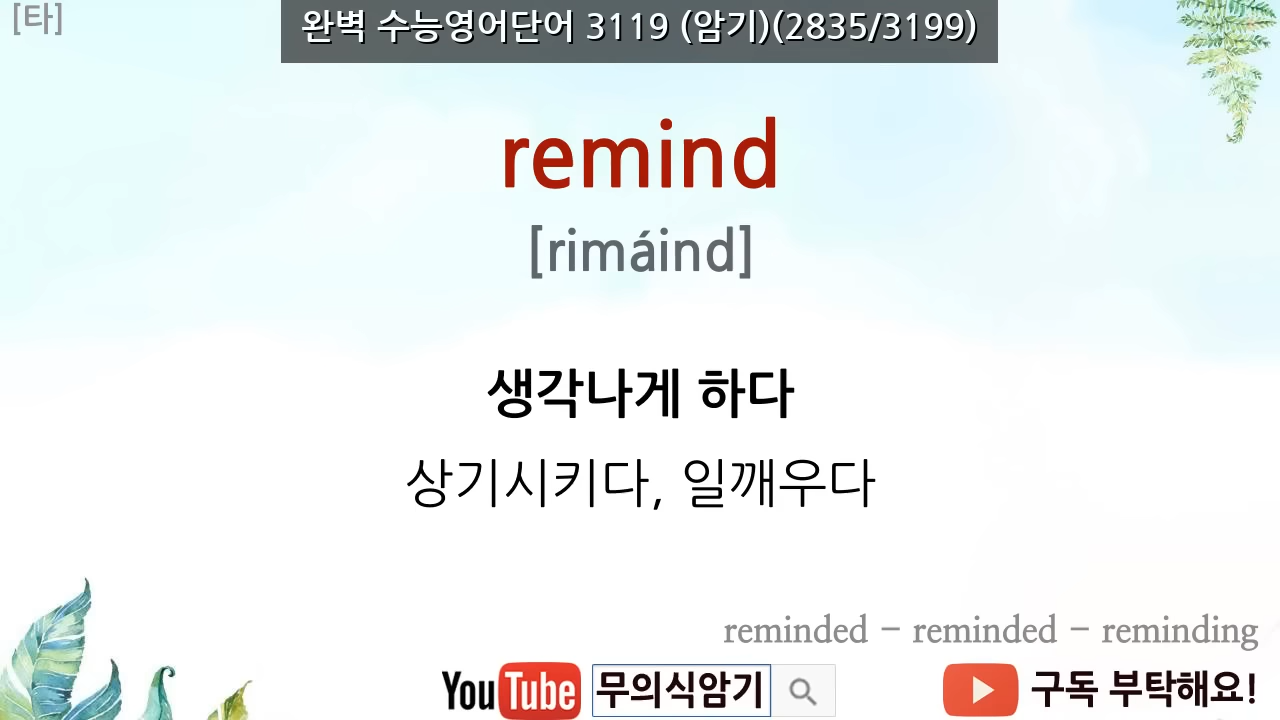 [타]
완벽 수능영어단어 3119 (암기)(2835/3199)
remind
[rimáind]
생각나게 하다
상기시키다, 일깨우다
reminded - reminded - reminding
YouTube 무의식암기 구독 부탁해요!